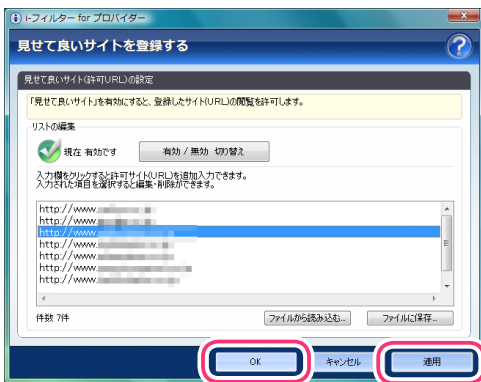 i-フィルター for プロバイダー
見せて良いサイトを登録する
?
見せて良いサイト(許可URL)の設定
「見せて良いサイト」を有効にすると、登録したサイト(URL)の閲覧を許可します。
リストの編集
現在 有効です
有効 / 無効 切り替え
入力欄をクリックすると許可サイト(URL)を追加入力できます。
入力された項目を選択すると編集・削除ができます。
http://www.
http://www.
http://www.
http://www.
http://www.
http://www.
http://www.
件数 7件
ファイルから読み込む...
ファイルに保存...
OK
キャンセル
適用